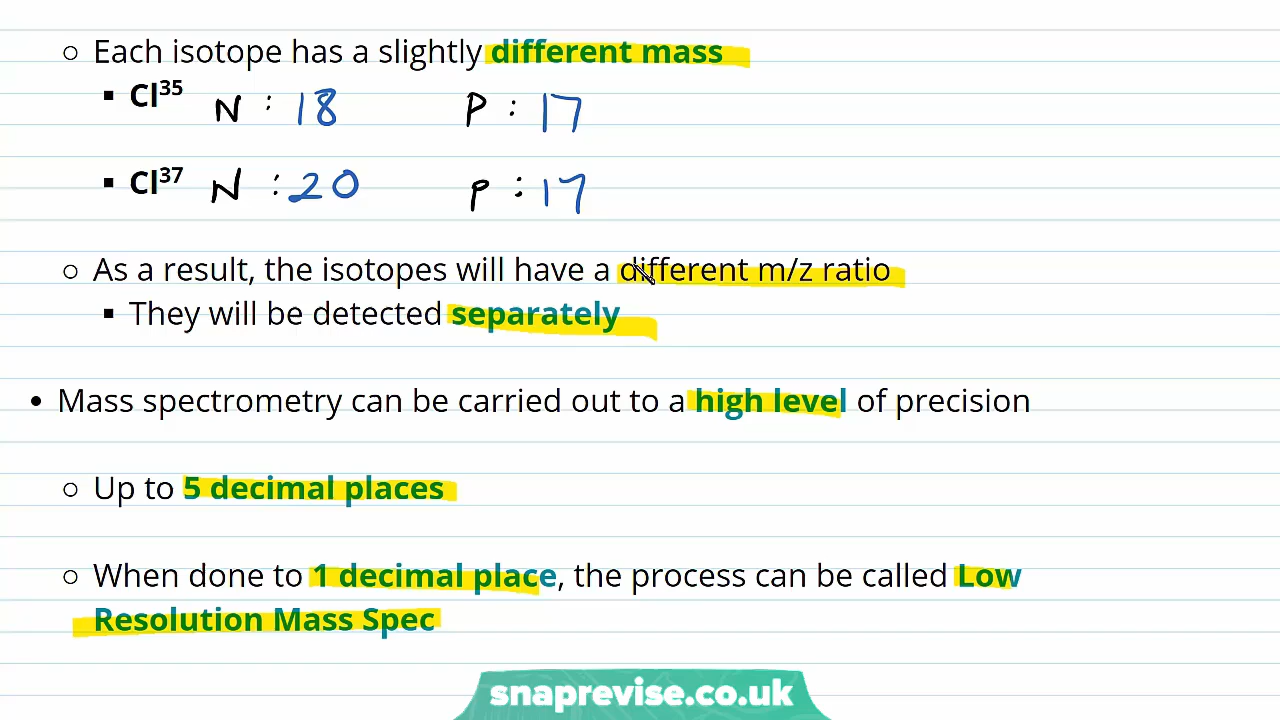 ○ Each isotope has a slightly different mass
▪ Cl³⁵ N : 18 P : 17
▪ Cl³⁷ N : 20 P : 17
○ As a result, the isotopes will have a different m/z ratio
▪ They will be detected separately
• Mass spectrometry can be carried out to a high level of precision
○ Up to 5 decimal places
○ When done to 1 decimal place, the process can be called Low
Resolution Mass Spec
snaprevise.co.uk